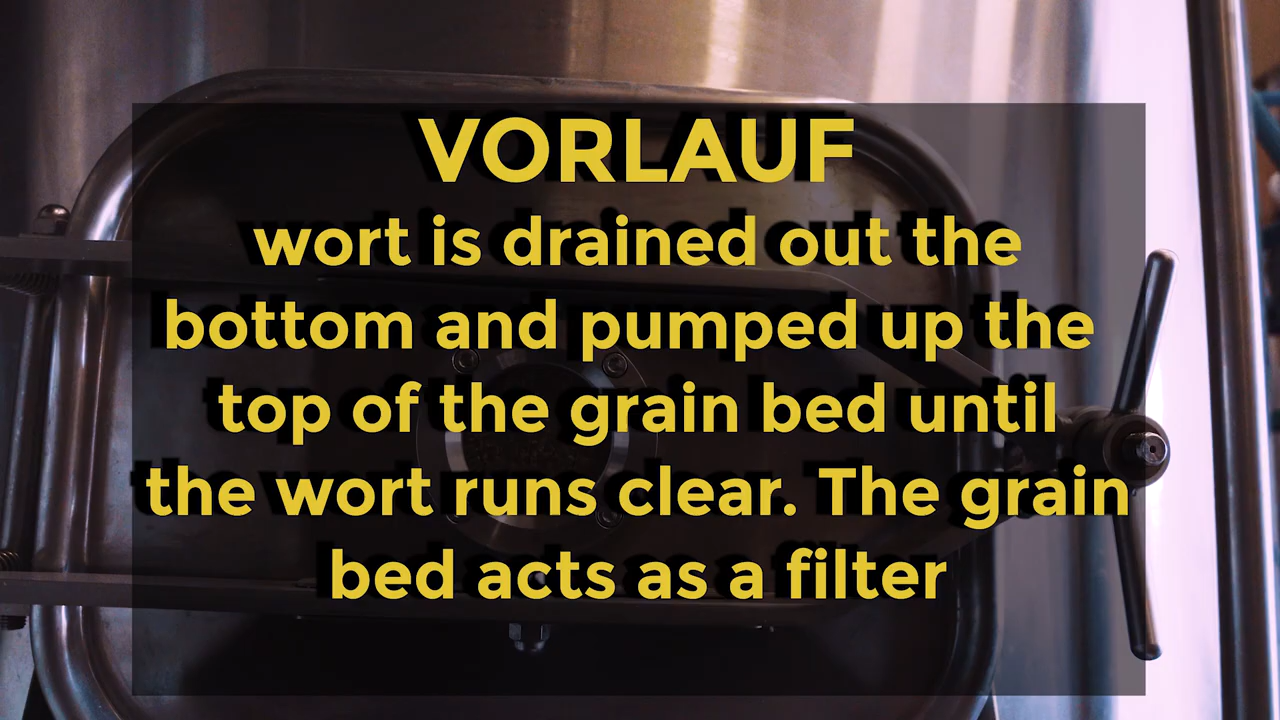 VORLAUF
wort is drained out the
bottom and pumped up the
top of the grain bed until
the wort runs clear. The grain
bed acts as a filter